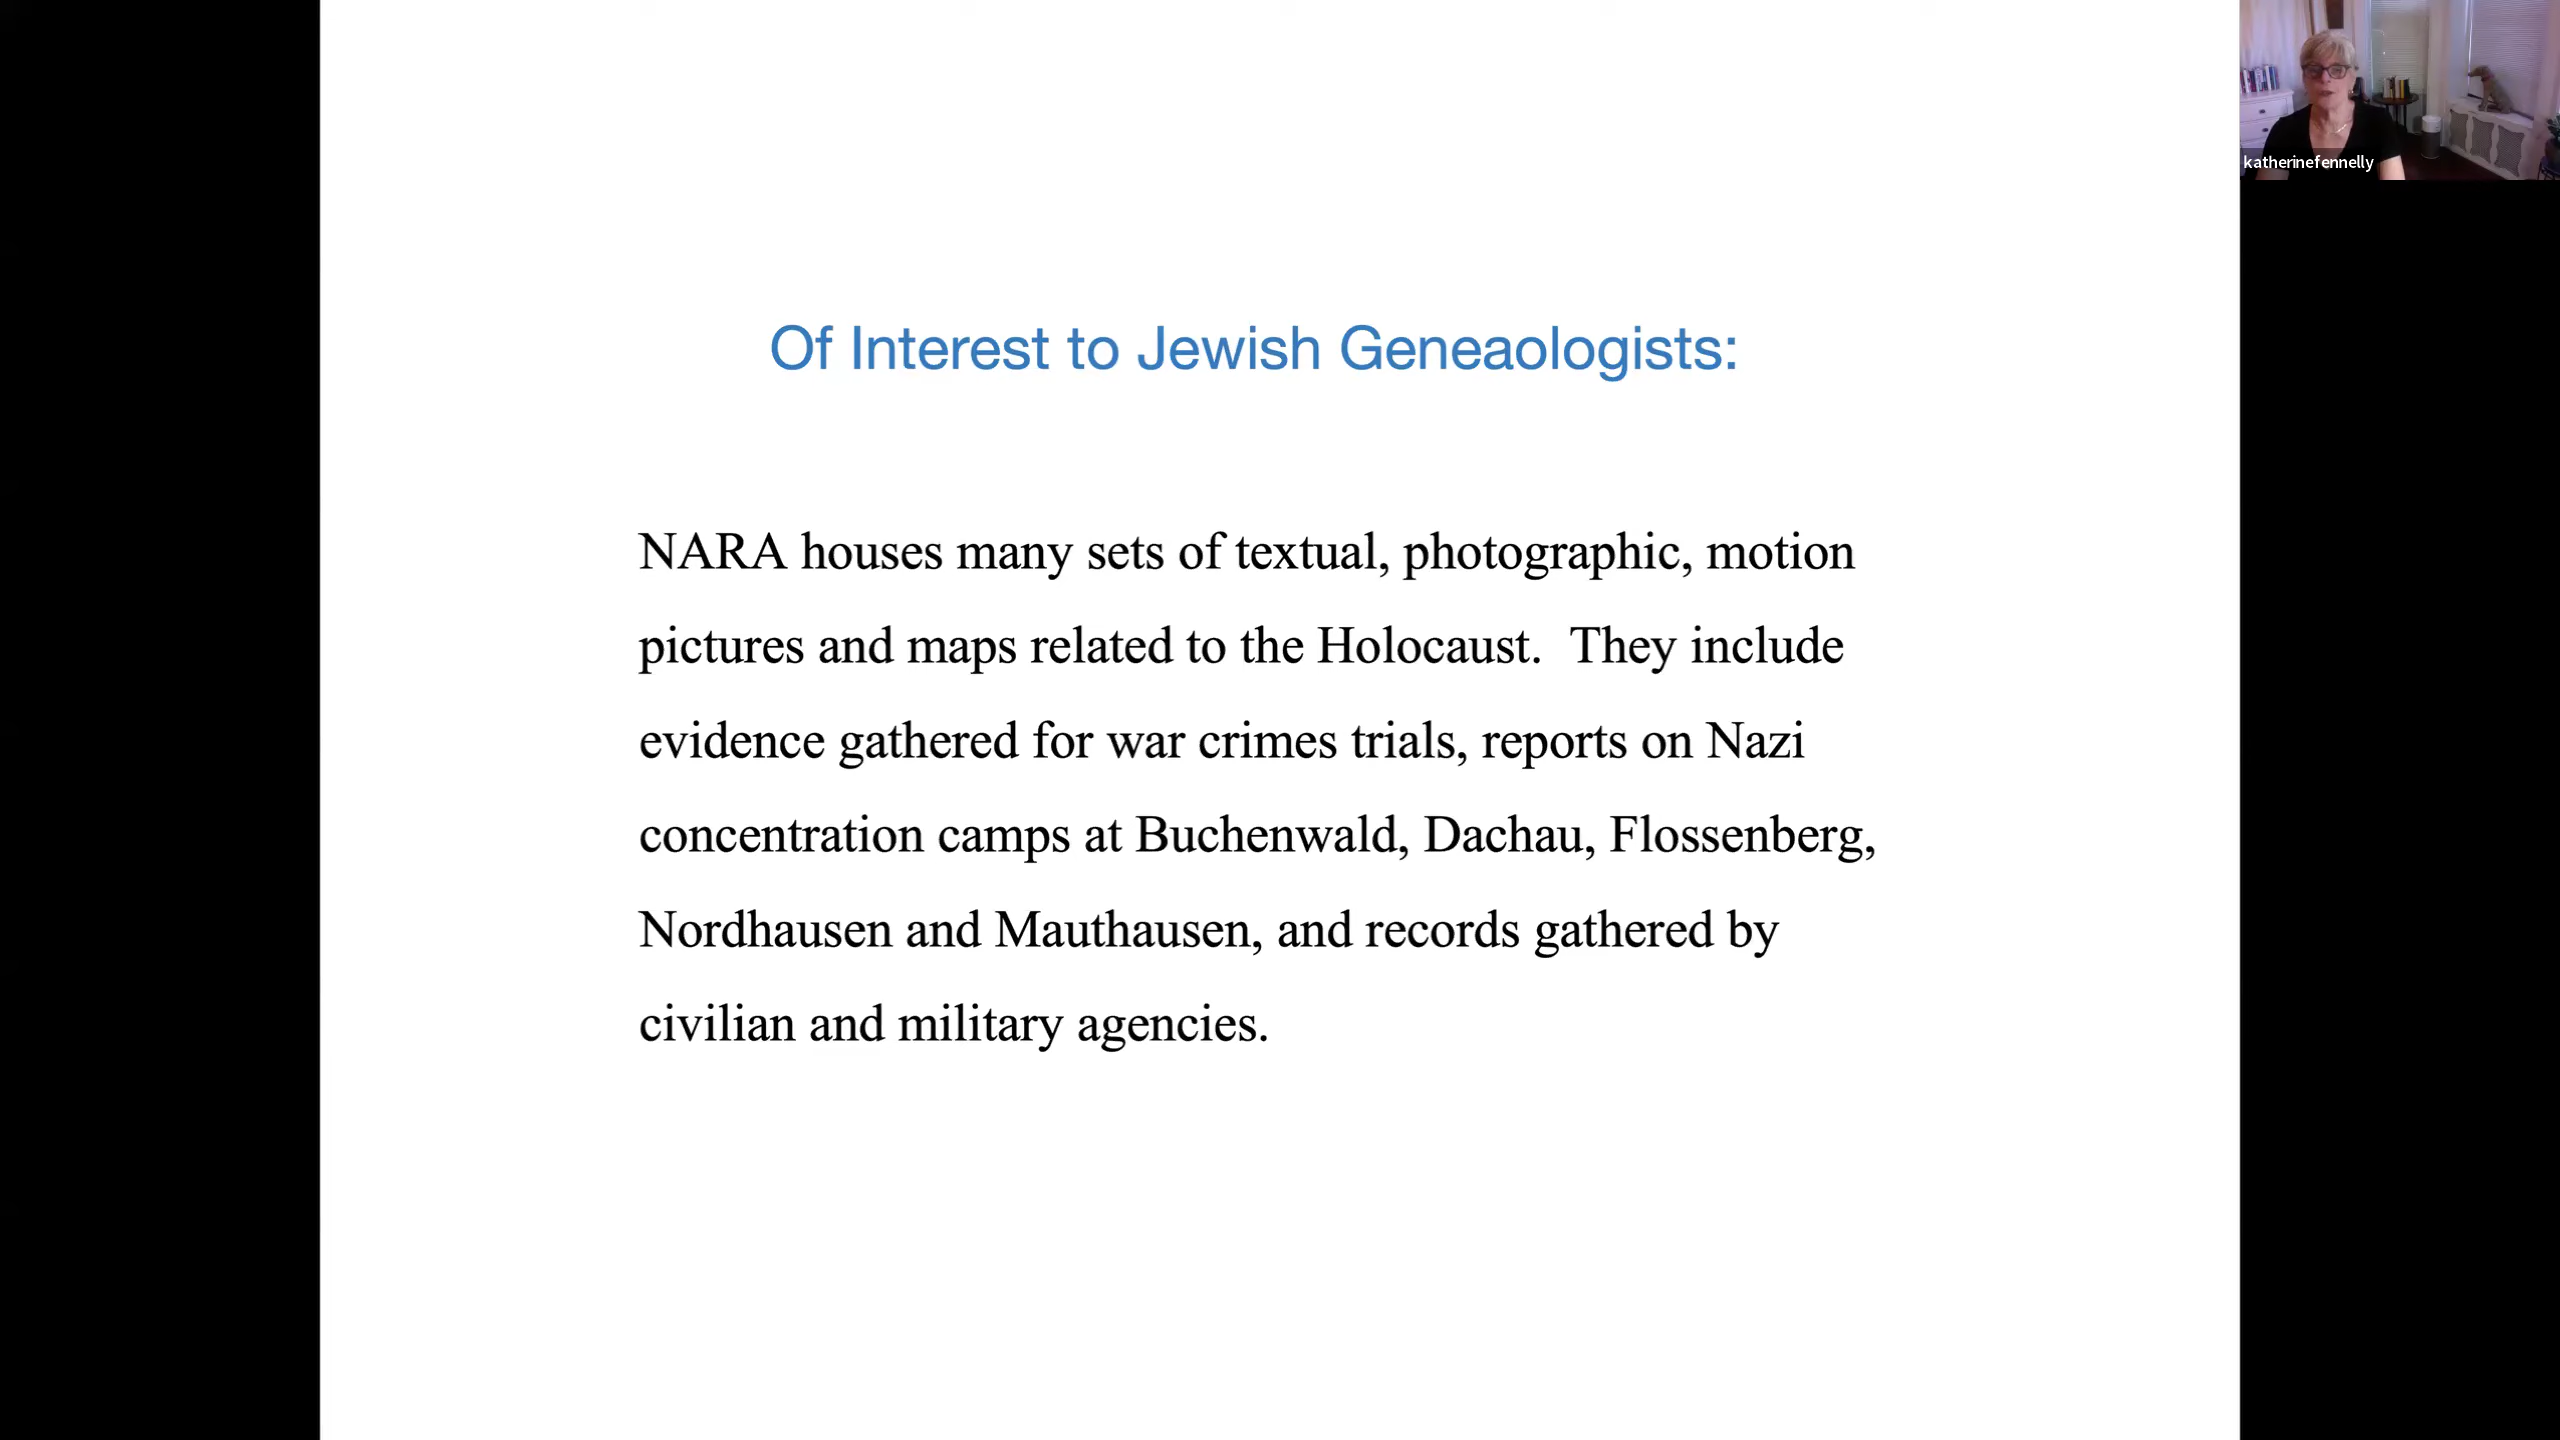 Of Interest to Jewish Geneaologists:
NARA houses many sets of textual, photographic, motion
pictures and maps related to the Holocaust.  They include
evidence gathered for war crimes trials, reports on Nazi
concentration camps at Buchenwald, Dachau, Flossenberg,
Nordhausen and Mauthausen, and records gathered by
civilian and military agencies.
katherinefennelly